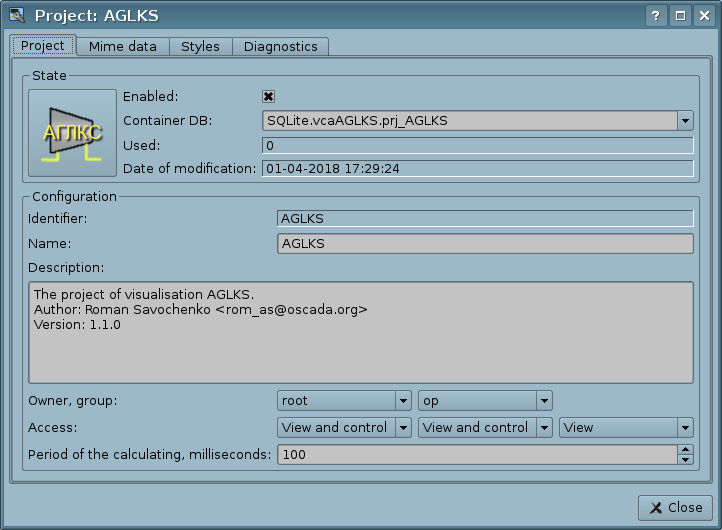 Project: AGLKS
?
Project
Mime data
Styles
Diagnostics
State
АГЛКС
Enabled:
Container DB: SQLite.vcaAGLKS.prj_AGLKS
Used: 0
Date of modification: 01-04-2018 17:29:24
Configuration
Identifier: AGLKS
Name: AGLKS
Description:
The project of visualisation AGLKS.
Author: Roman Savochenko <rom_as@oscada.org>
Version: 1.1.0
Owner, group: root op
Access: View and control View and control View
Period of the calculating, milliseconds: 100
Close